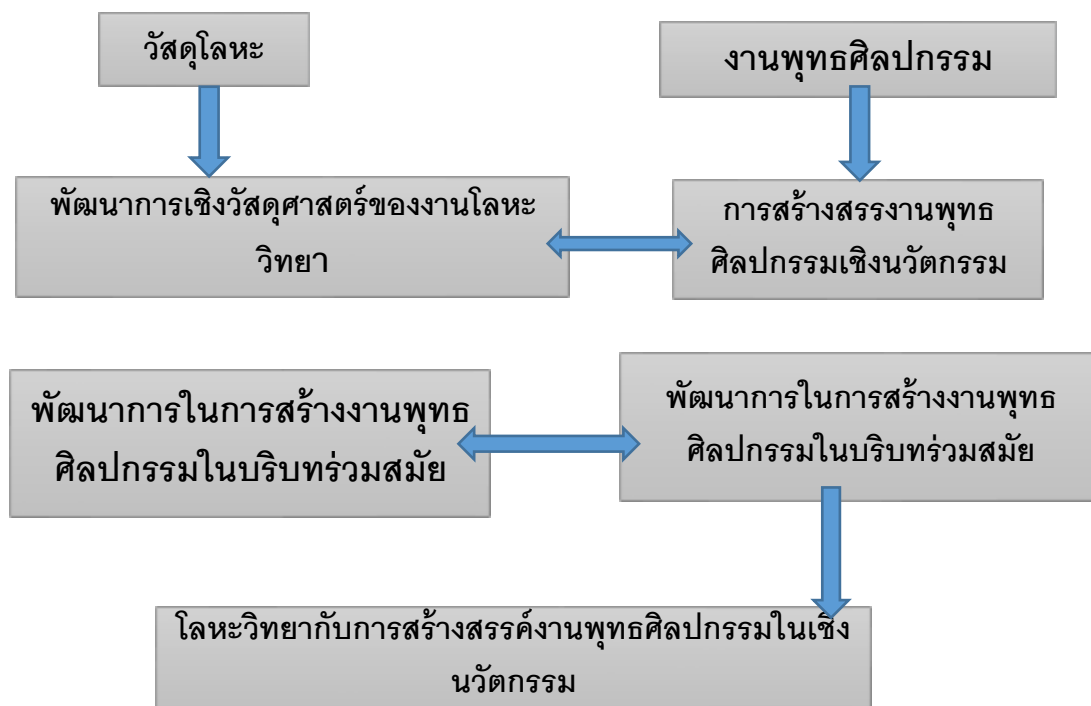 วัสดุโลหะ
งานพุทธศิลปกรรม
พัฒนาการเชิงวัสดุศาสตร์ของงานโลหะ
วิทยา
การสร้างสรรงานพุทธ
ศิลปกรรมเชิงนวัตกรรม
พัฒนาการในการสร้างงานพุทธ
ศิลปกรรมในบริบทร่วมสมัย
พัฒนาการในการสร้างงานพุทธ
ศิลปกรรมในบริบทร่วมสมัย
โลหะวิทยากับการสร้างสรรค์งานพุทธศิลปกรรมในเชิง
นวัตกรรม